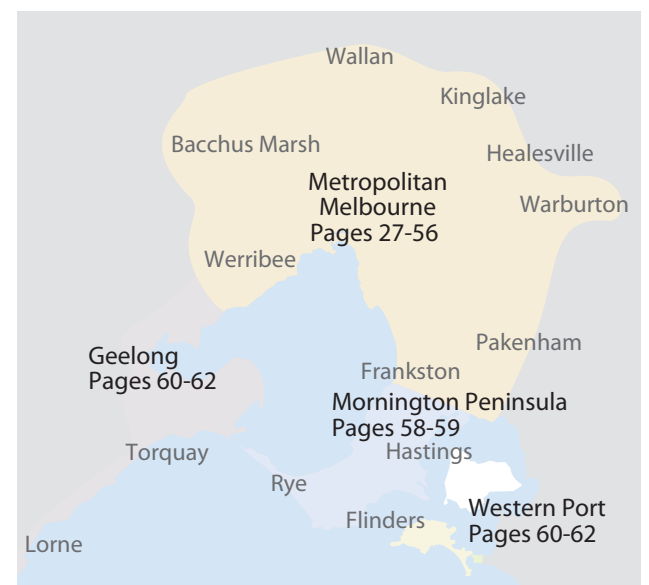 Wallan
Kinglake
Bacchus Marsh
Healesville
Metropolitan
Melbourne
Pages 27-56
Warburton
Werribee
Pakenham
Geelong
Pages 60-62
Frankston
Mornington Peninsula
Pages 58-59
Hastings
Torquay
Rye
Western Port
Pages 60-62
Flinders
Lorne